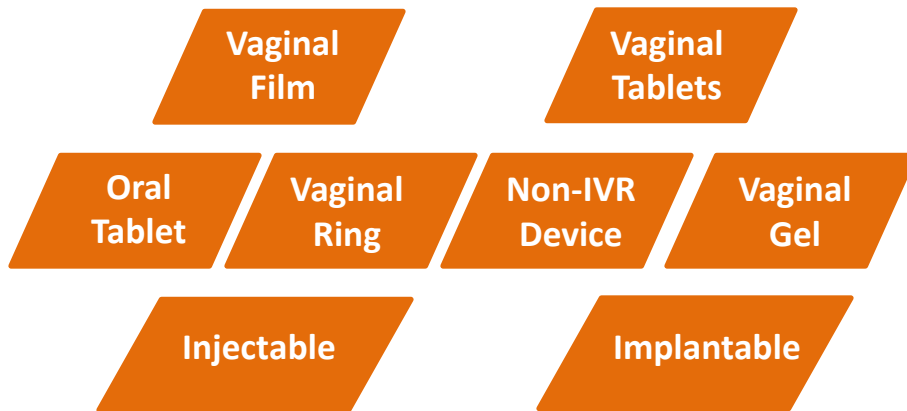 Vaginal
Film
Vaginal
Tablets
Oral
Tablet
Vaginal
Ring
Non-IVR
Device
Vaginal
Gel
Injectable
Implantable